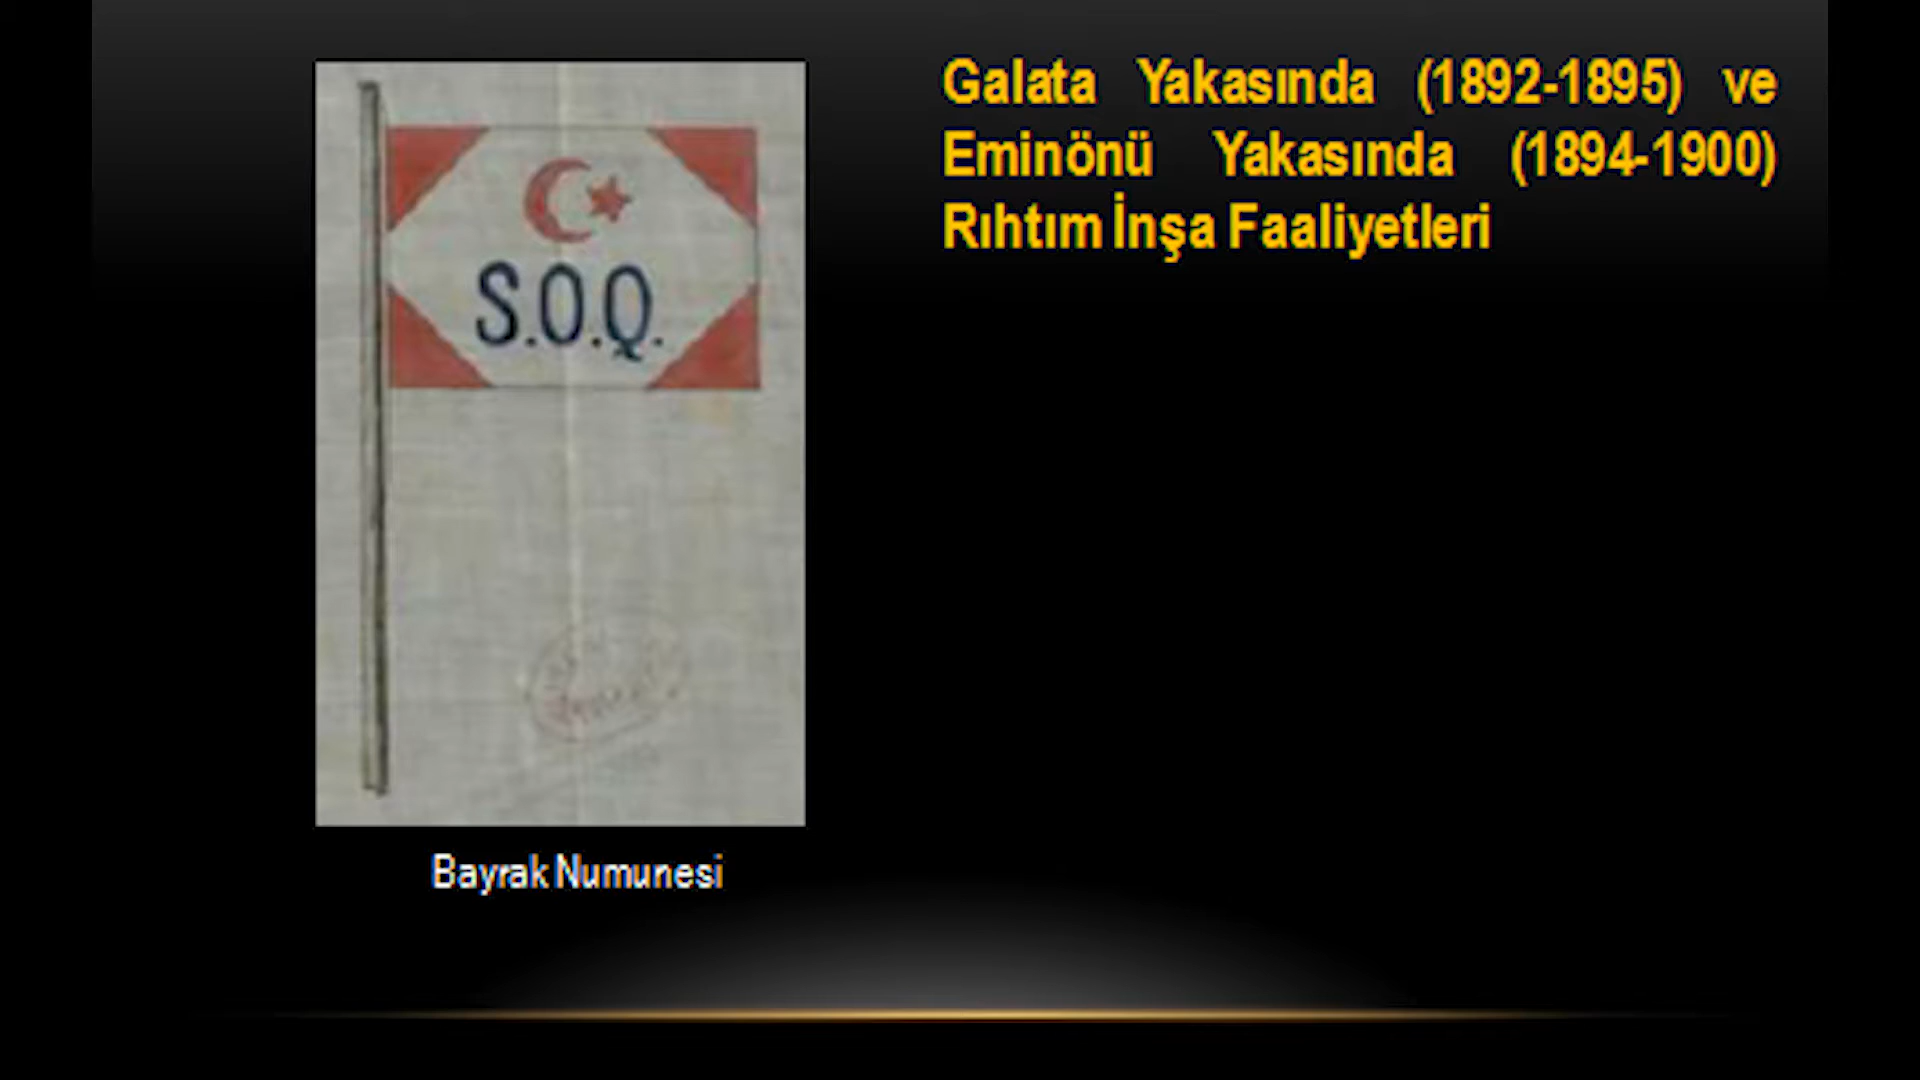 Galata Yakasında (1892-1895) ve
Eminönü Yakasında (1894-1900)
Rıhtım İnşa Faaliyetleri
S.O.Q.
Bayrak Numunesi